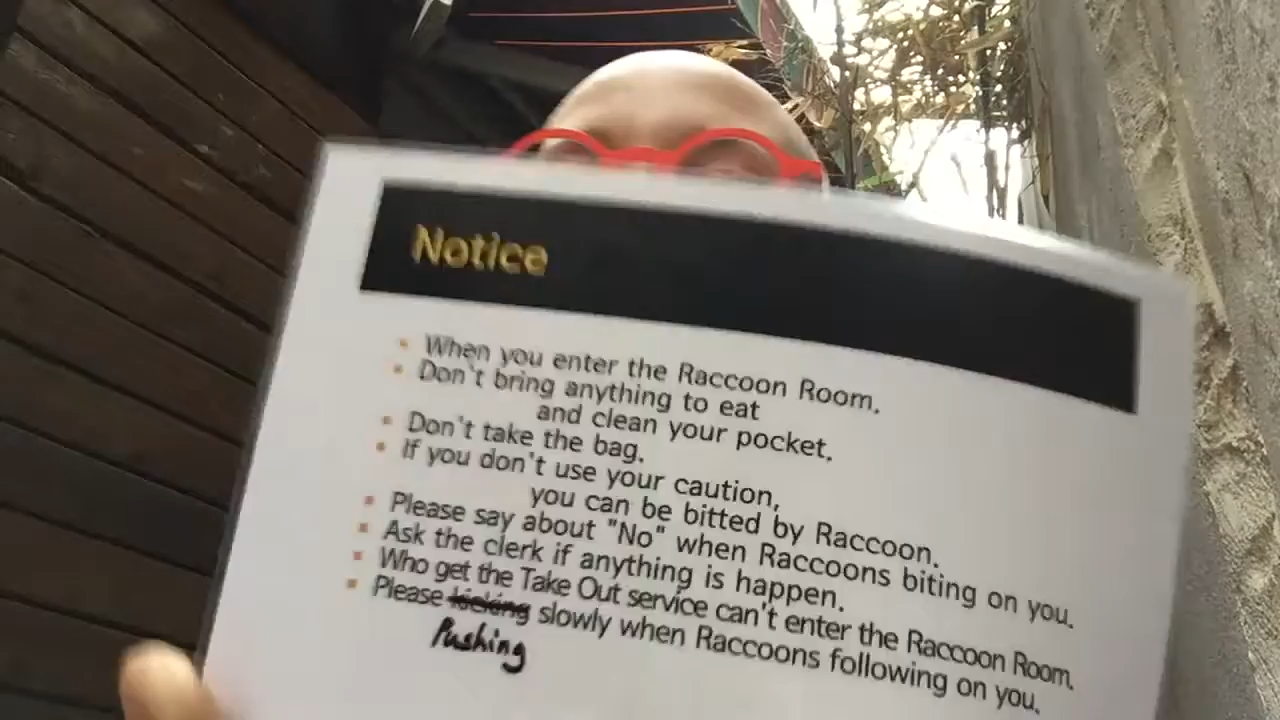 Notice
When you enter the Raccoon Room.
Don't bring anything to eat
and clean your pocket.
Don't take the bag.
If you don't use your caution,
you can be bitted by Raccoon.
Please say about "No" when Raccoons biting on you.
Ask the clerk if anything is happen.
Who get the Take Out service can't enter the Raccoon Room.
Please kicking slowly when Raccoons following on you.
Pushing